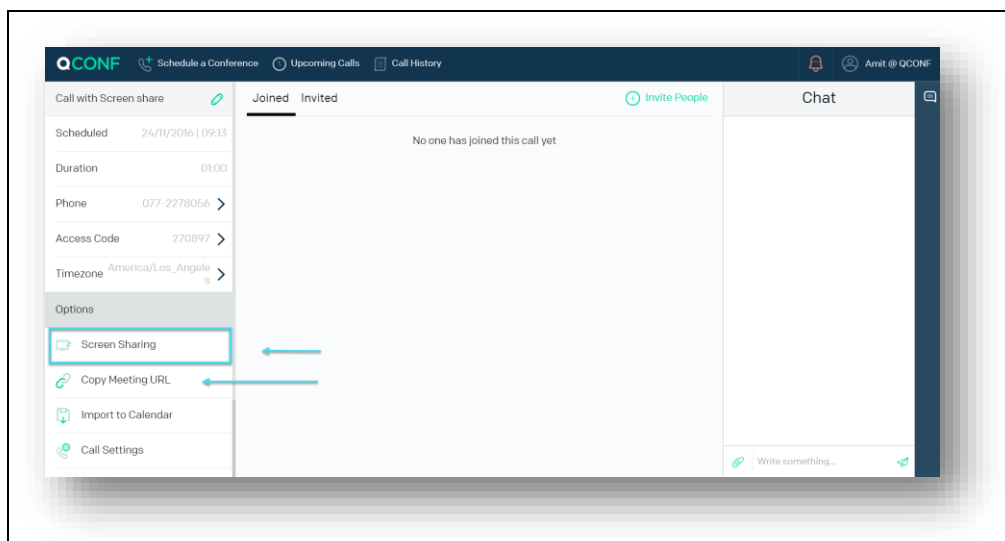 QCONF Schedule a Conference Upcoming Calls Call History Amit @ QCONF
Call with Screen share
Scheduled 24/11/2016 | 09:13
Duration 01:00
Phone 077-2278056
Access Code 270897
Timezone America/Los_Angele
s
Options
Screen Sharing
Copy Meeting URL
Import to Calendar
Call Settings
Joined Invited Invite People
No one has joined this call yet
Chat
Write something...